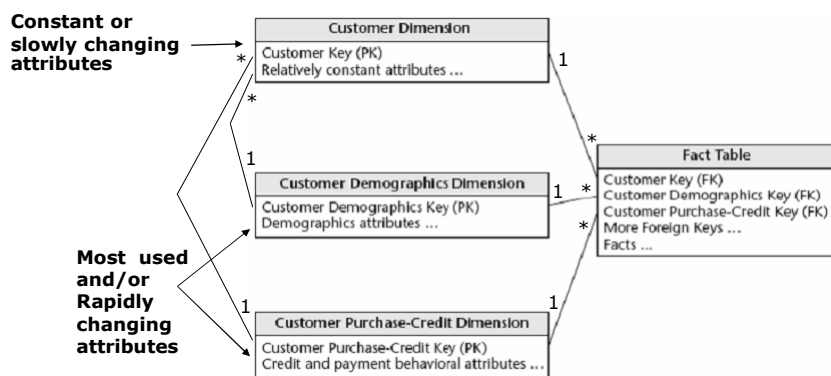 Constant or
slowly changing
attributes
Customer Dimension
Customer Key (PK)
Relatively constant attributes ...
*
*
1
*
1
Customer Demographics Dimension
Customer Demographics Key (PK)
Demographics attributes ...
1
*
*
Fact Table
Customer Key (FK)
Customer Demographics Key (FK)
Customer Purchase-Credit Key (FK)
More Foreign Keys ...
Facts ...
Most used
and/or
Rapidly
changing
attributes
1
1
Customer Purchase-Credit Dimension
Customer Purchase-Credit Key (PK)
Credit and payment behavioral attributes ...